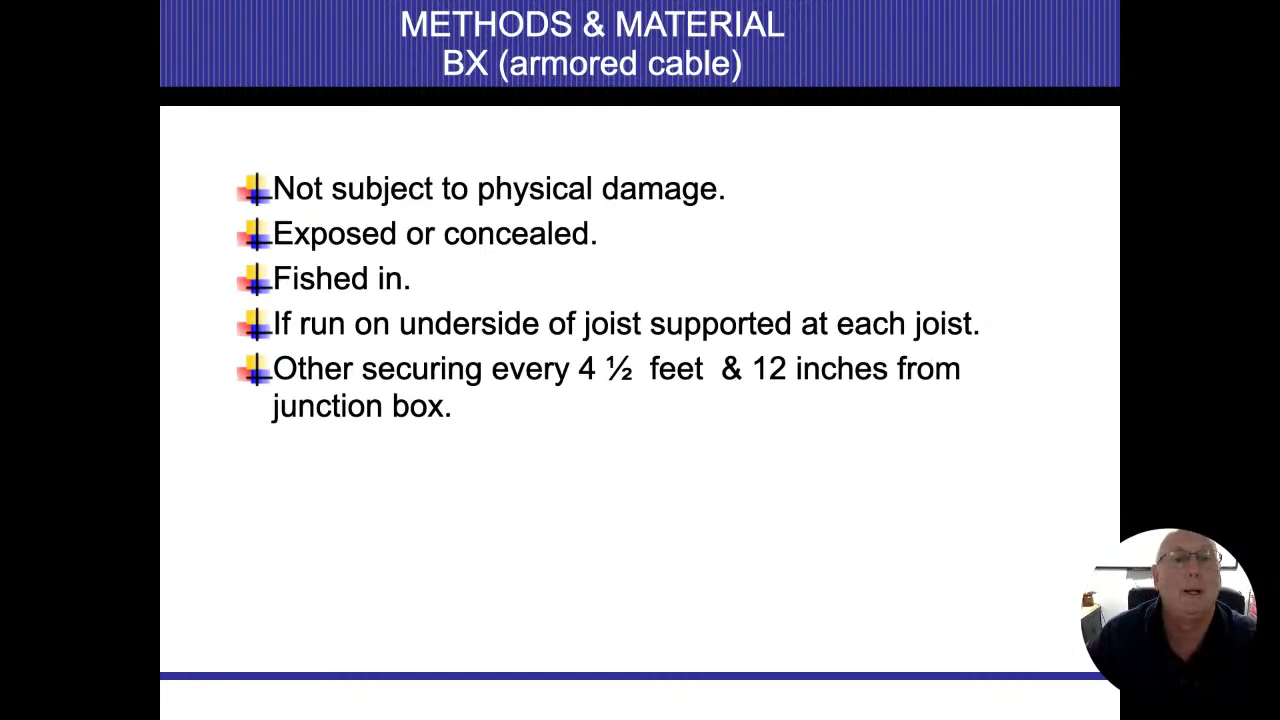 METHODS & MATERIAL
BX (armored cable)
Not subject to physical damage.
Exposed or concealed.
Fished in.
If run on underside of joist supported at each joist.
Other securing every 4 ½ feet & 12 inches from
junction box.